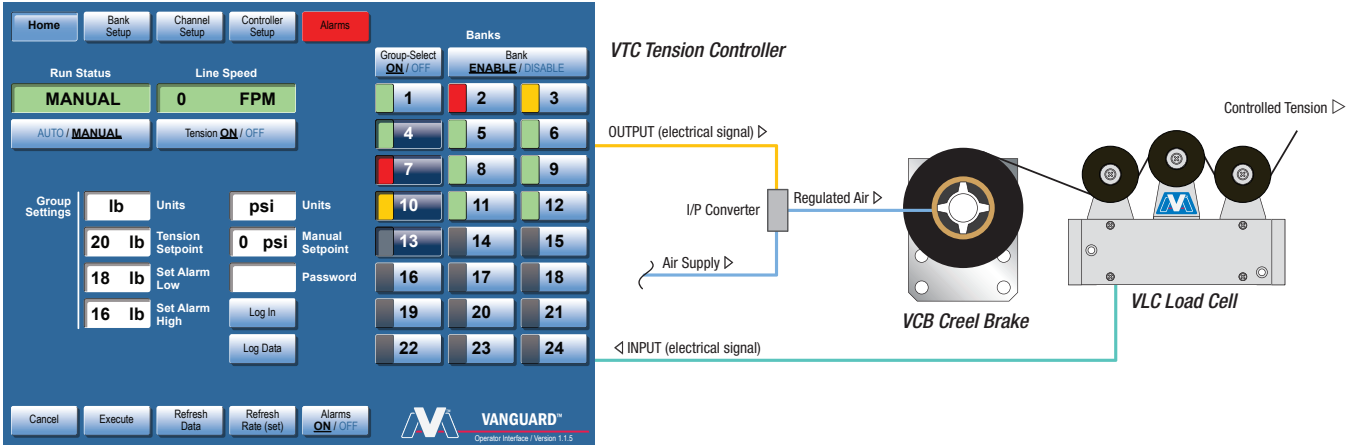 Home
Bank Setup
Channel Setup
Controller Setup
Alarms
Run Status
Line Speed
MANUAL
0 FPM
AUTO / MANUAL
Tension ON / OFF
Group Settings
lb Units
psi Units
20 lb Tension Setpoint
0 psi Manual Setpoint
18 lb Set Alarm Low
Password
16 lb Set Alarm High
Log In
Log Data
Banks
Group-Select ON / OFF
Bank ENABLE / DISABLE
1 2 3
4 5 6
7 8 9
10 11 12
13 14 15
16 17 18
19 20 21
22 23 24
Cancel
Execute
Refresh Data
Refresh Rate (set)
Alarms ON / OFF
VANGUARD™
Operator Interface / Version 1.1.5
VTC Tension Controller
OUTPUT (electrical signal) ▷
I/P Converter
Regulated Air ▷
Air Supply ▷
◁ INPUT (electrical signal)
VCB Creel Brake
Controlled Tension ▷
VLC Load Cell